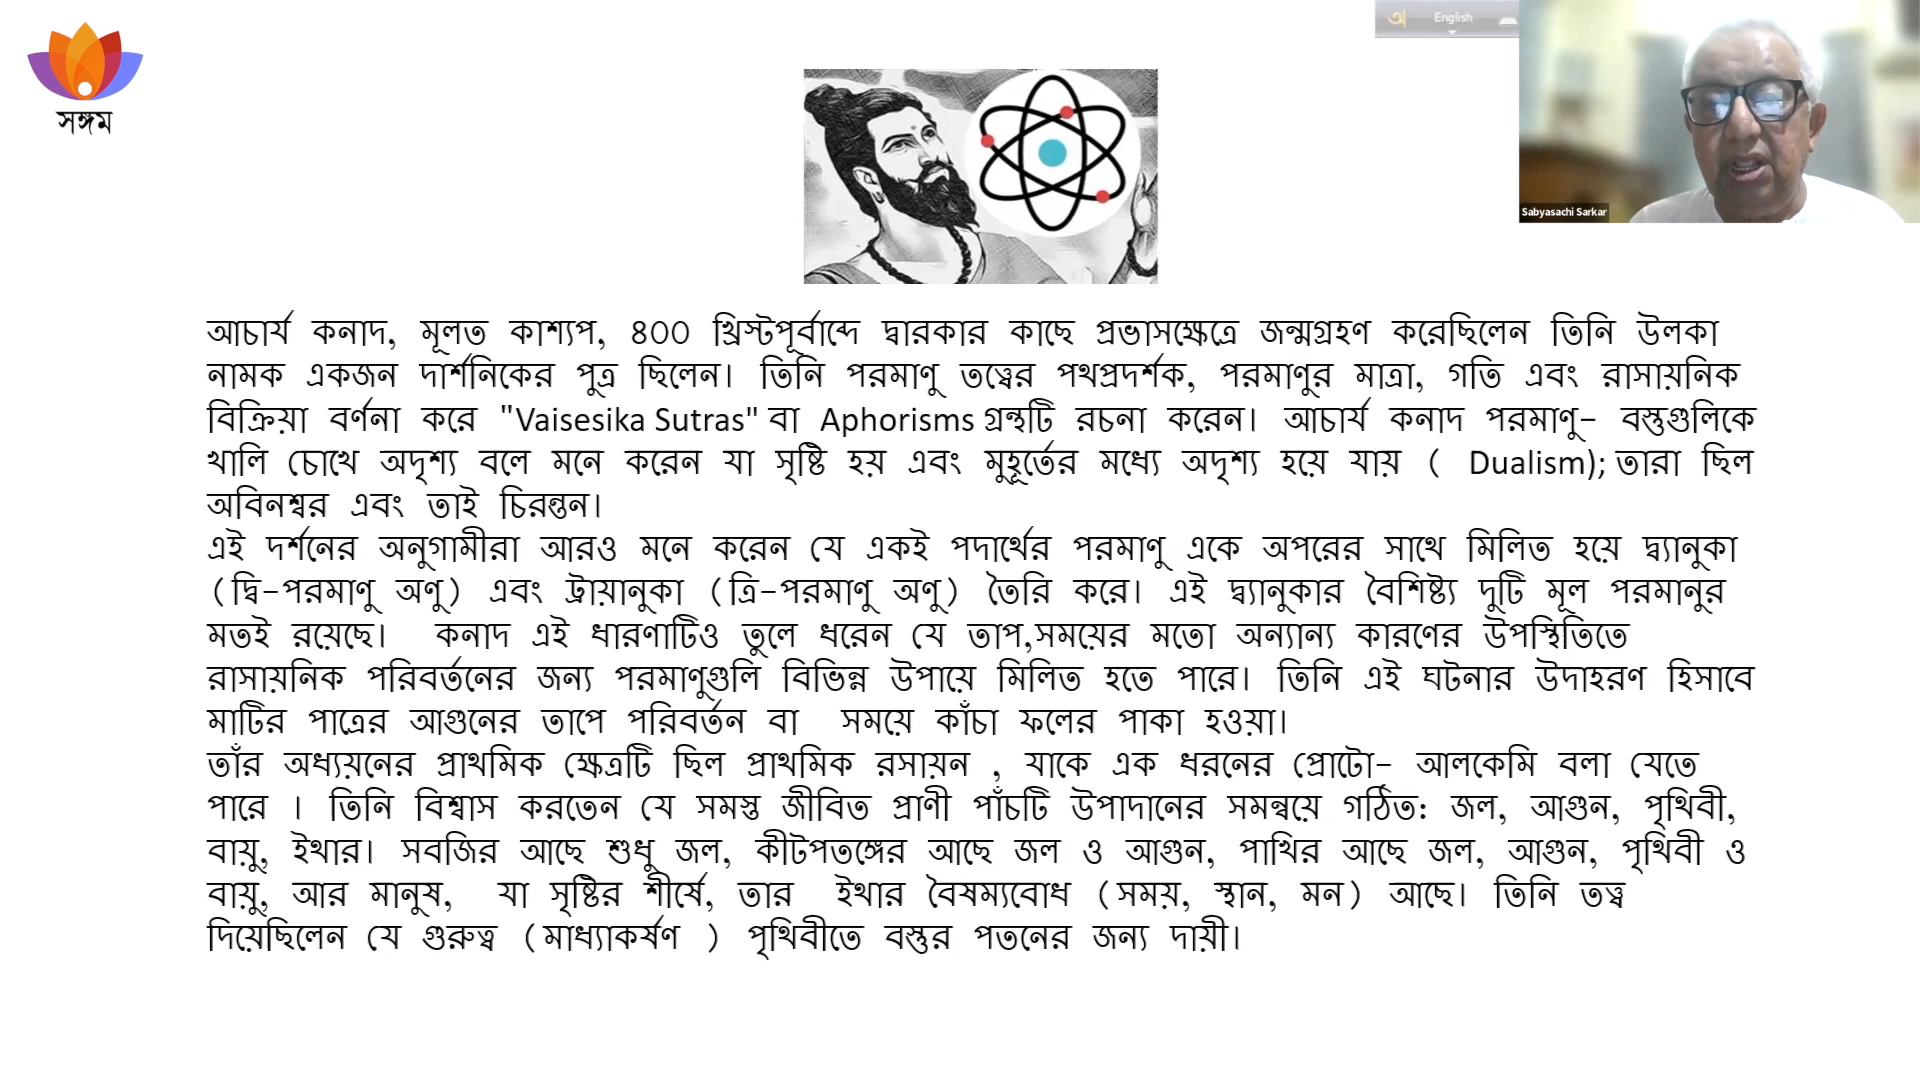 সঙ্গম
অ English
Sabyasachi Sarkar
আচার্য কনাদ, মূলত কাশ্যপ, ৪00 খ্রিস্টপূর্বাব্দে দ্বারকার কাছে প্রভাসক্ষেত্রে জন্মগ্রহণ করেছিলেন তিনি উলকা
নামক একজন দার্শনিকের পুত্র ছিলেন। তিনি পরমাণু তত্ত্বের পথপ্রদর্শক, পরমাণুর মাত্রা, গতি এবং রাসায়নিক
বিক্রিয়া বর্ণনা করে "Vaisesika Sutras" বা Aphorisms গ্রন্থটি রচনা করেন। আচার্য কনাদ পরমাণু- বস্তুগুলিকে
খালি চোখে অদৃশ্য বলে মনে করেন যা সৃষ্টি হয় এবং মুহূর্তের মধ্যে অদৃশ্য হয়ে যায় ( Dualism); তারা ছিল
অবিনশ্বর এবং তাই চিরন্তন।
এই দর্শনের অনুগামীরা আরও মনে করেন যে একই পদার্থের পরমাণু একে অপরের সাথে মিলিত হয়ে দ্ব্যানুকা
(দ্বি-পরমাণু অণু) এবং ট্রায়ানুকা (ত্রি-পরমাণু অণু) তৈরি করে। এই দ্ব্যানুকার বৈশিষ্ট্য দুটি মূল পরমানুর
মতই রয়েছে। কনাদ এই ধারণাটিও তুলে ধরেন যে তাপ,সময়ের মতো অন্যান্য কারণের উপস্থিতিতে
রাসায়নিক পরিবর্তনের জন্য পরমাণুগুলি বিভিন্ন উপায়ে মিলিত হতে পারে। তিনি এই ঘটনার উদাহরণ হিসাবে
মাটির পাত্রের আগুনের তাপে পরিবর্তন বা সময়ে কাঁচা ফলের পাকা হওয়া।
তাঁর অধ্যয়নের প্রাথমিক ক্ষেত্রটি ছিল প্রাথমিক রসায়ন , যাকে এক ধরনের প্রোটো- আলকেমি বলা যেতে
পারে । তিনি বিশ্বাস করতেন যে সমস্ত জীবিত প্রাণী পাঁচটি উপাদানের সমন্বয়ে গঠিত: জল, আগুন, পৃথিবী,
বায়ু, ইথার। সবজির আছে শুধু জল, কীটপতঙ্গের আছে জল ও আগুন, পাখির আছে জল, আগুন, পৃথিবী ও
বায়ু, আর মানুষ, যা সৃষ্টির শীর্ষে, তার ইথার বৈষম্যবোধ (সময়, স্থান, মন) আছে। তিনি তত্ত্ব
দিয়েছিলেন যে গুরুত্ব (মাধ্যাকর্ষণ ) পৃথিবীতে বস্তুর পতনের জন্য দায়ী।